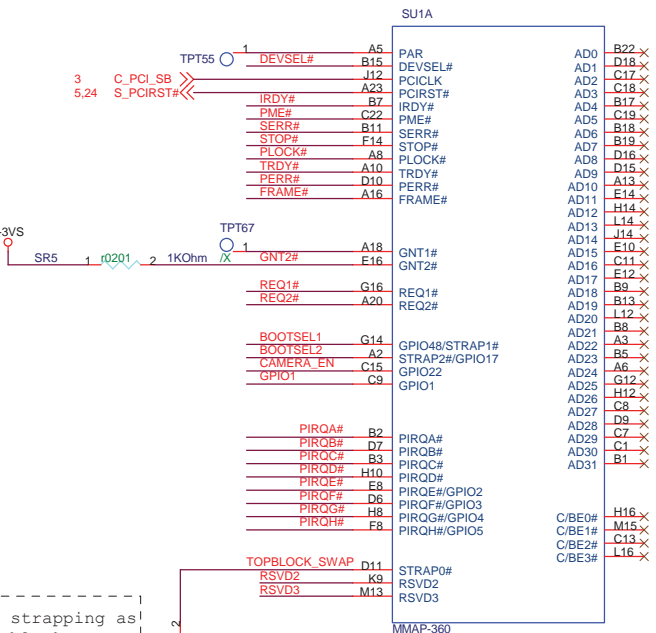 SU1A
TPT55 1 A5 PAR AD0 B22
DEVSEL# B15 DEVSEL# AD1 D18
3 C_PCI_SB J12 PCICLK AD2 C17
5,24 S_PCIRST# A23 PCIRST# AD3 C18
IRDY# B7 IRDY# AD4 B17
PME# C22 PME# AD5 C19
SERR# B11 SERR# AD6 B18
STOP# F14 STOP# AD7 B19
PLOCK# A8 PLOCK# AD8 D16
TRDY# A10 TRDY# AD9 D15
PERR# D10 PERR# AD10 A13
FRAME# A16 FRAME# AD11 E14
AD12 H14
AD13 L14
AD14 J14
+3VS TPT67 1 A18 GNT1# AD15 E10
SR5 1 r0201 2 1KOhm /X GNT2# E16 GNT2# AD16 C11
AD17 E12
REQ1# G16 REQ1# AD18 B9
REQ2# A20 REQ2# AD19 B13
AD20 L12
AD21 B8
BOOTSEL1 G14 GPIO48/STRAP1# AD22 A3
BOOTSEL2 A2 STRAP2#/GPIO17 AD23 B5
CAMERA_EN C15 GPIO22 AD24 A6
GPIO1 C9 GPIO1 AD25 G12
AD26 H12
AD27 C8
AD28 D9
PIRQA# B2 PIRQA# AD29 C7
PIRQB# D7 PIRQB# AD30 C1
PIRQC# B3 PIRQC# AD31 B1
PIRQD# H10 PIRQD#
PIRQE# E8 PIRQE#/GPIO2
PIRQF# D6 PIRQF#/GPIO3
PIRQG# H8 PIRQG#/GPIO4 C/BE0# H16
PIRQH# F8 PIRQH#/GPIO5 C/BE1# M15
C/BE2# C13
C/BE3# L16
TOPBLOCK_SWAP D11 STRAP0#
RSVD2 K9 RSVD2
RSVD3 M13 RSVD3
strapping as
2
MMAP-360